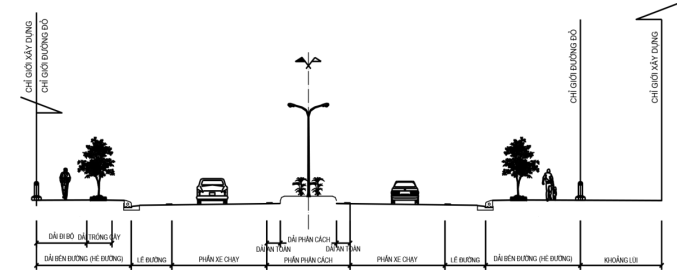 CHỈ GIỚI XÂY DỰNG
CHỈ GIỚI ĐƯỜNG ĐỎ
CHỈ GIỚI ĐƯỜNG ĐỎ
CHỈ GIỚI XÂY DỰNG
DẢI ĐI BỘ
DẢI TRỒNG CÂY
DẢI PHÂN CÁCH
DẢI AN TOÀN
DẢI AN TOÀN
DẢI BÊN ĐƯỜNG (HÈ ĐƯỜNG)
LỀ ĐƯỜNG
PHẦN XE CHẠY
PHẦN PHÂN CÁCH
PHẦN XE CHẠY
LỀ ĐƯỜNG
DẢI BÊN ĐƯỜNG (HÈ ĐƯỜNG)
KHOẢNG LÙI